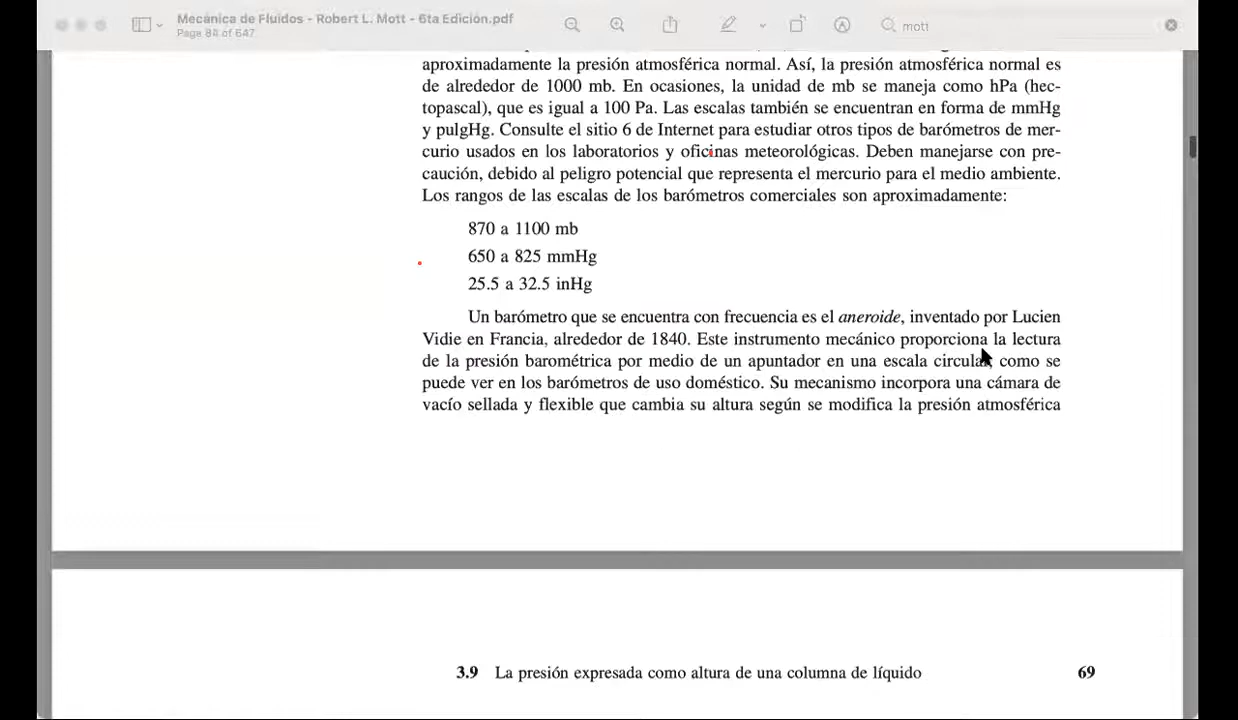 Mecánica de Fluidos - Robert L. Mott - 6ta Edición.pdf
Page 84 of 647
mott
aproximadamente la presión atmosférica normal. Así, la presión atmosférica normal es
de alrededor de 1000 mb. En ocasiones, la unidad de mb se maneja como hPa (hec-
topascal), que es igual a 100 Pa. Las escalas también se encuentran en forma de mmHg
y pulgHg. Consulte el sitio 6 de Internet para estudiar otros tipos de barómetros de mer-
curio usados en los laboratorios y oficinas meteorológicas. Deben manejarse con pre-
caución, debido al peligro potencial que representa el mercurio para el medio ambiente.
Los rangos de las escalas de los barómetros comerciales son aproximadamente:
870 a 1100 mb
650 a 825 mmHg
25.5 a 32.5 inHg
Un barómetro que se encuentra con frecuencia es el aneroide, inventado por Lucien
Vidie en Francia, alrededor de 1840. Este instrumento mecánico proporciona la lectura
de la presión barométrica por medio de un apuntador en una escala circular, como se
puede ver en los barómetros de uso doméstico. Su mecanismo incorpora una cámara de
vacío sellada y flexible que cambia su altura según se modifica la presión atmosférica
3.9 La presión expresada como altura de una columna de líquido 69